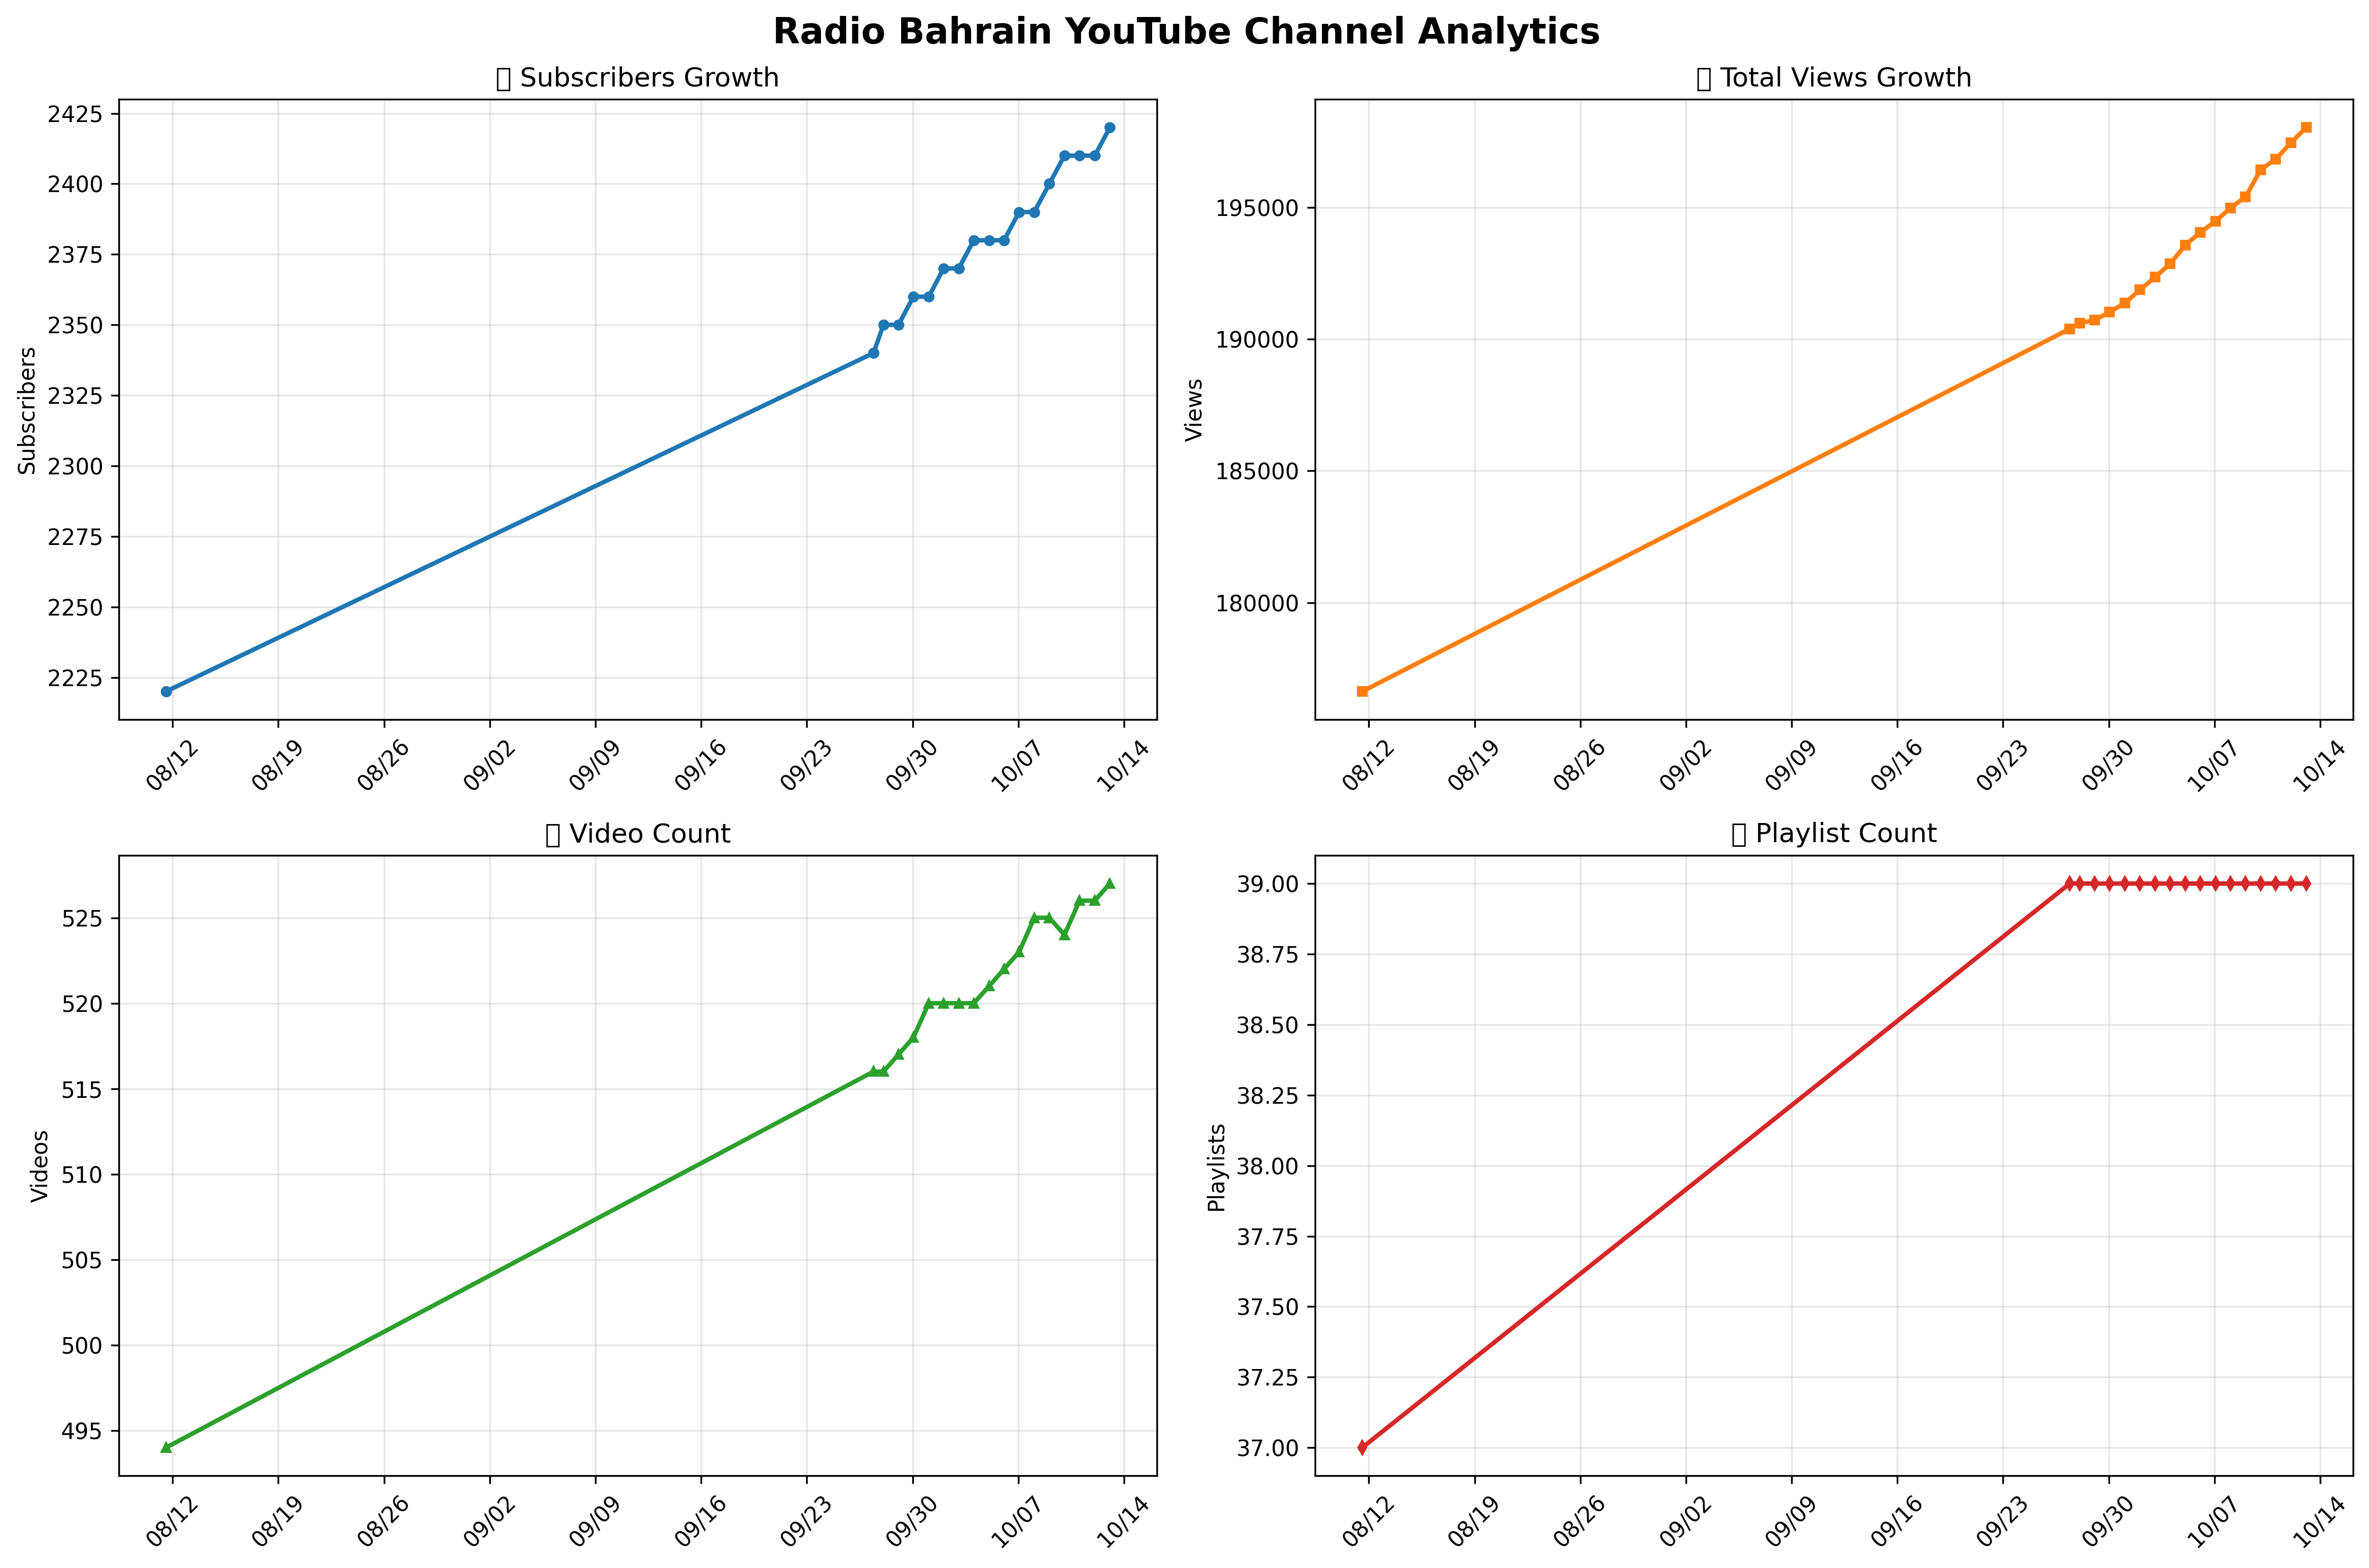 Radio Bahrain YouTube Channel Analytics
Subscribers Growth
2425
2400
2375
2350
2325
2300
2275
2250
2225
Subscribers
08/12 08/19 08/26 09/02 09/09 09/16 09/23 09/30 10/07 10/14
Total Views Growth
195000
190000
185000
180000
Views
08/12 08/19 08/26 09/02 09/09 09/16 09/23 09/30 10/07 10/14
Video Count
525
520
515
510
505
500
495
Videos
08/12 08/19 08/26 09/02 09/09 09/16 09/23 09/30 10/07 10/14
Playlist Count
39.00
38.75
38.50
38.25
38.00
37.75
37.50
37.25
37.00
Playlists
08/12 08/19 08/26 09/02 09/09 09/16 09/23 09/30 10/07 10/14